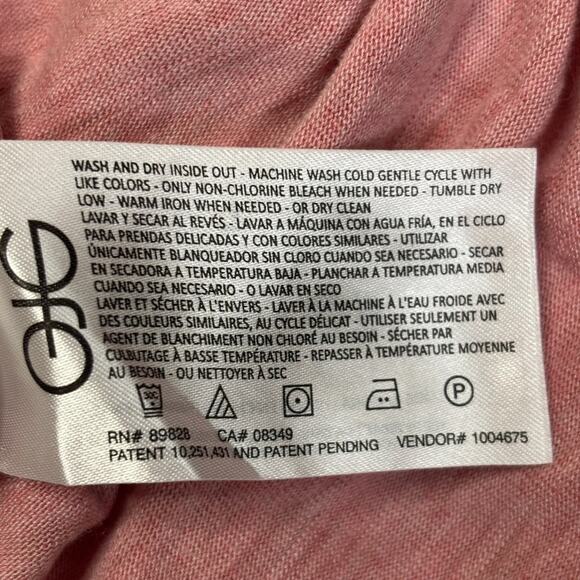 WASH AND DRY INSIDE OUT - MACHINE WASH COLD GENTLE CYCLE WITH
LIKE COLORS - ONLY NON-CHLORINE BLEACH WHEN NEEDED - TUMBLE DRY
LOW - WARM IRON WHEN NEEDED - OR DRY CLEAN
LAVAR Y SECAR AL REVÉS - LAVAR A MÁQUINA CON AGUA FRÍA, EN EL CICLO
PARA PRENDAS DELICADAS Y CON COLORES SIMILARES - UTILIZAR
ÚNICAMENTE BLANQUEADOR SIN CLORO CUANDO SEA NECESARIO - SECAR
EN SECADORA A TEMPERATURA BAJA - PLANCHAR A TEMPERATURA MEDIA
CUANDO SEA NECESARIO - O LAVAR EN SECO
LAVER ET SÉCHER À L'ENVERS - LAVER À LA MACHINE À L'EAU FROIDE AVEC
DES COULEURS SIMILAIRES, AU CYCLE DÉLICAT - UTILISER SEULEMENT UN
AGENT DE BLANCHIMENT NON CHLORÉ AU BESOIN - SÉCHER PAR
CULBUTAGE À BASSE TEMPÉRATURE - REPASSER À TEMPÉRATURE MOYENNE
AU BESOIN - OU NETTOYER À SEC
30C P
RN# 89828 CA# 08349 VENDOR# 1004675
PATENT 10,251,431 AND PATENT PENDING